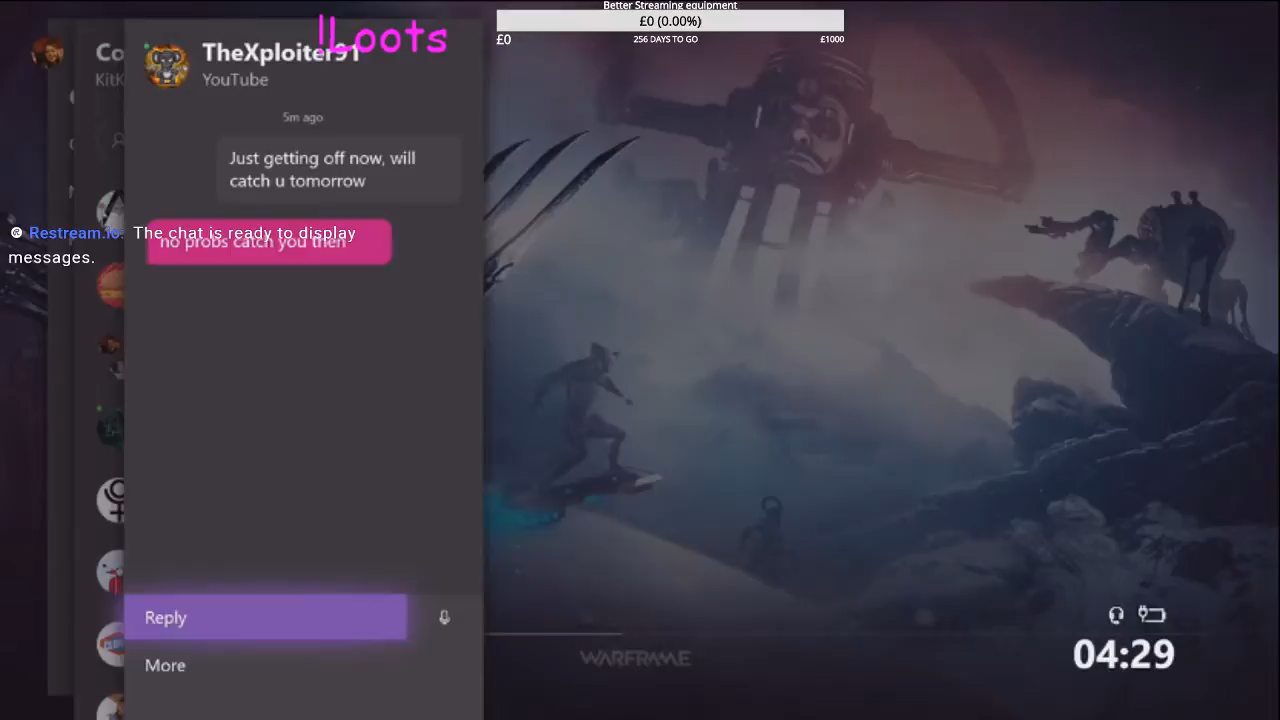 Better Streaming equipment
£0 (0.00%)
£0
256 DAYS TO GO
£1000
!Loots
Co
KitK
TheXploiter91
YouTube
5m ago
Just getting off now, will
catch u tomorrow
Restream.io: The chat is ready to display
messages.
no probs catch you then
Reply
More
WARFRAME
04:29